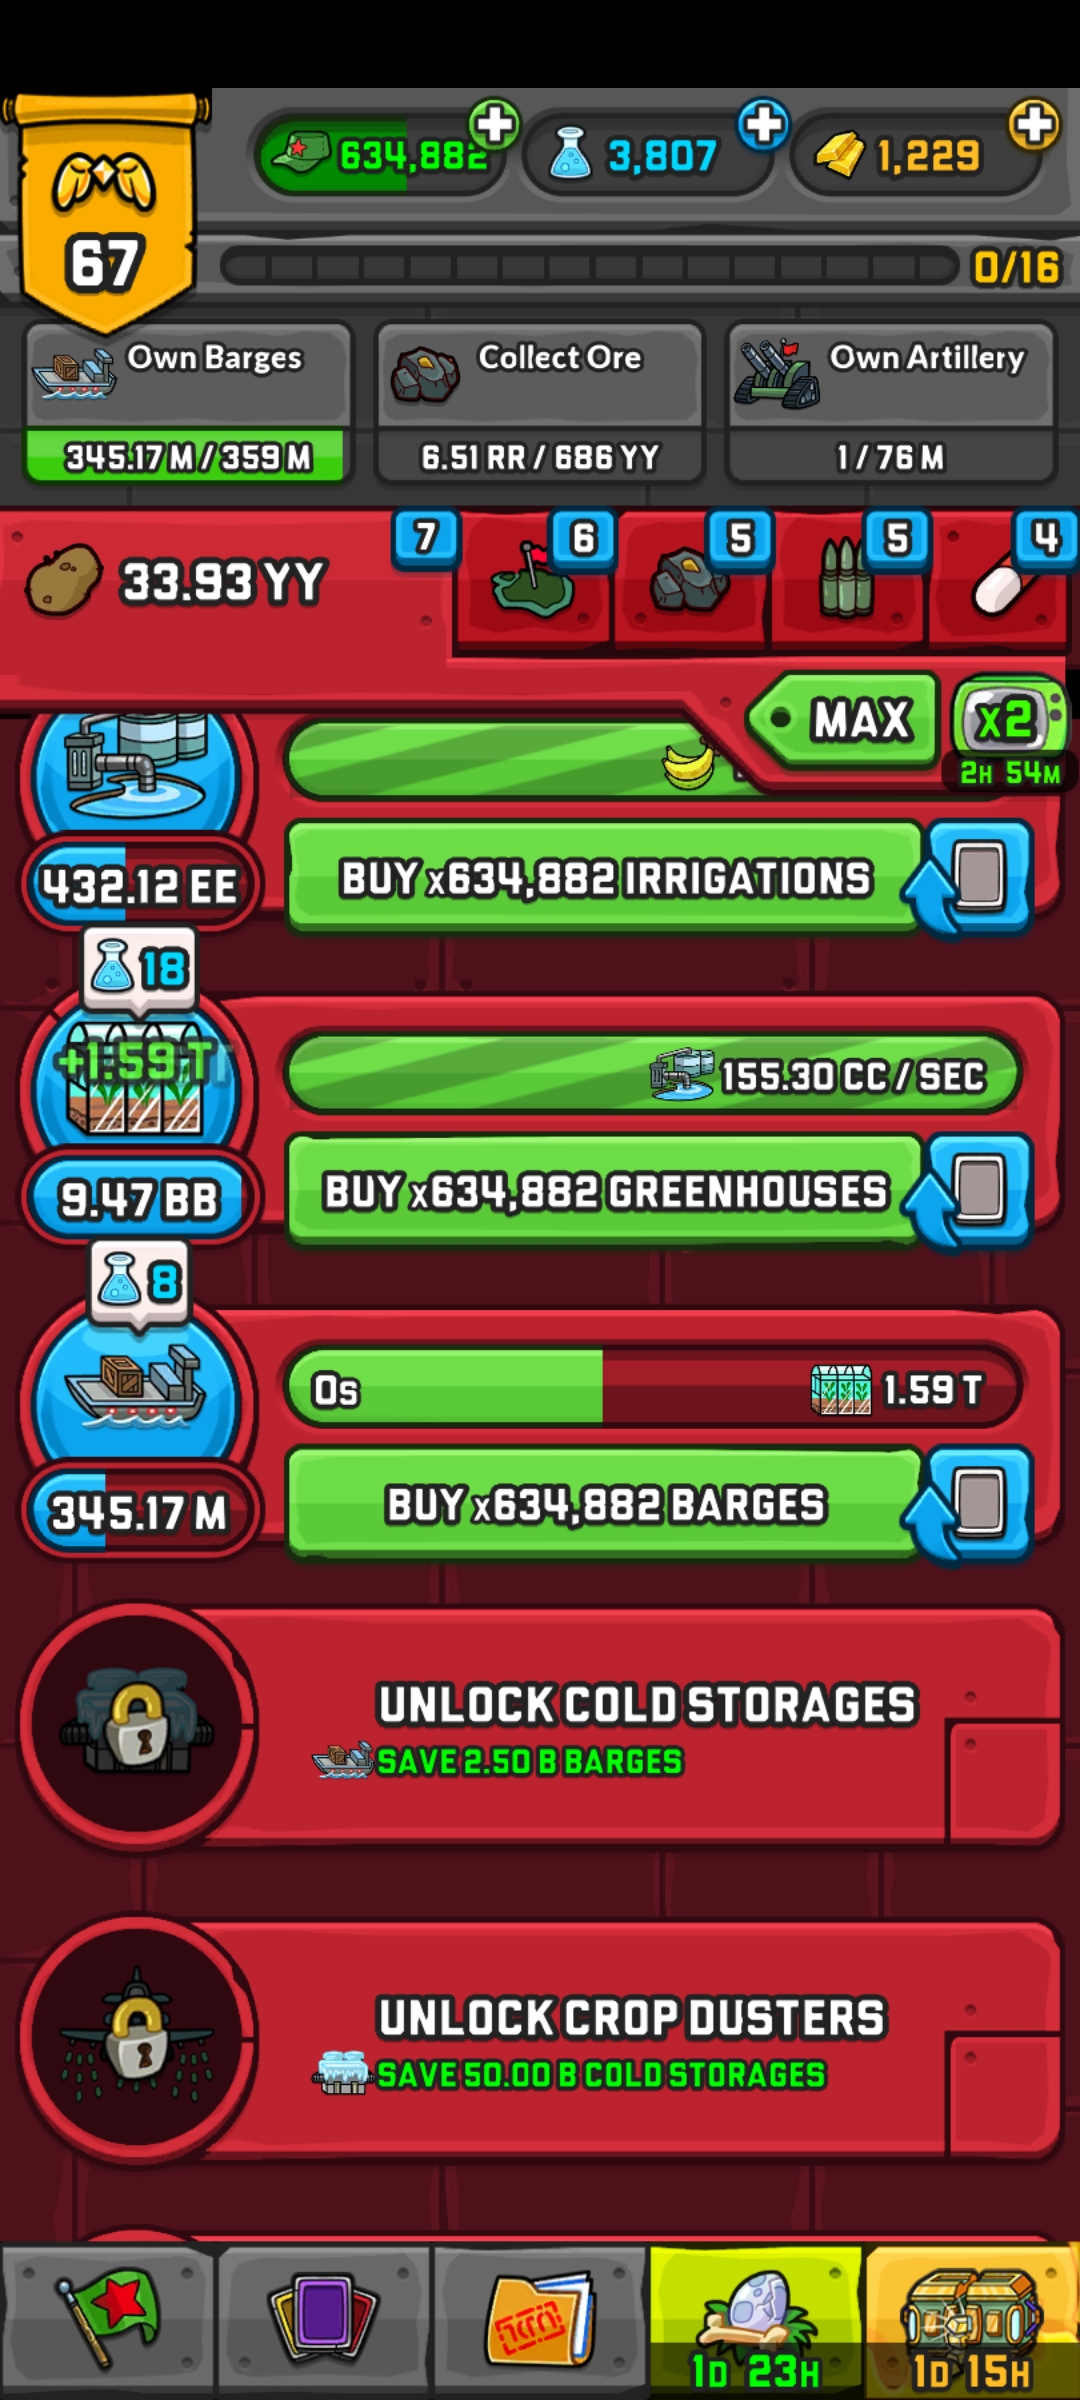 634,882
3,807
1,229
67
0/16
Own Barges
Collect Ore
Own Artillery
345.17 M / 359 M
6.51 RR / 686 YY
1 / 76 M
33.93 YY
7
6
5
5
4
MAX
x2
2H 54M
432.12 EE
BUY x634,882 IRRIGATIONS
18
+1.59 T
155.30 CC / SEC
9.47 BB
BUY x634,882 GREENHOUSES
8
0s
1.59 T
345.17 M
BUY x634,882 BARGES
UNLOCK COLD STORAGES
SAVE 2.50 B BARGES
UNLOCK CROP DUSTERS
SAVE 50.00 B COLD STORAGES
1D 23H
1D 15H